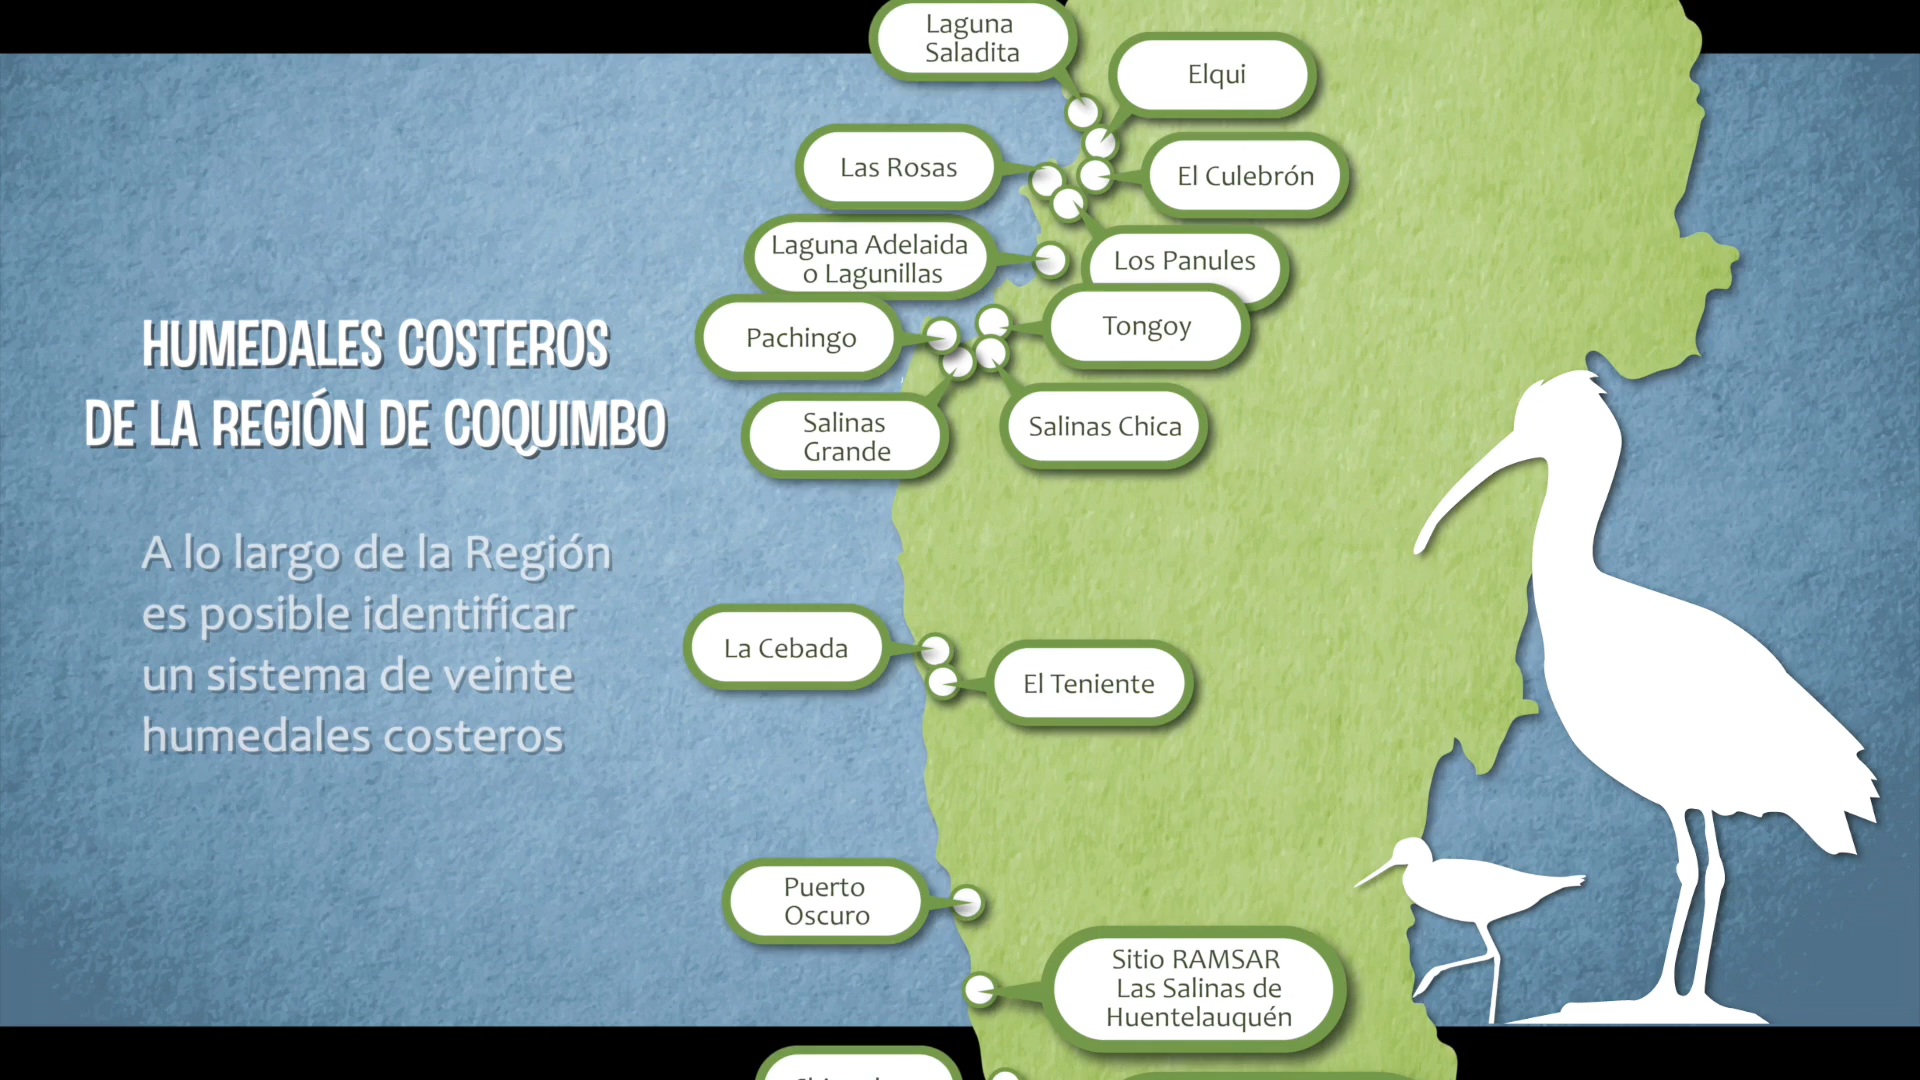 HUMEDALES COSTEROS
DE LA REGIÓN DE COQUIMBO
A lo largo de la Región
es posible identificar
un sistema de veinte
humedales costeros
Laguna
Saladita
Elqui
Las Rosas
El Culebrón
Laguna Adelaida
o Lagunillas
Los Panules
Pachingo
Tongoy
Salinas
Grande
Salinas Chica
La Cebada
El Teniente
Puerto
Oscuro
Sitio RAMSAR
Las Salinas de
Huentelauquén